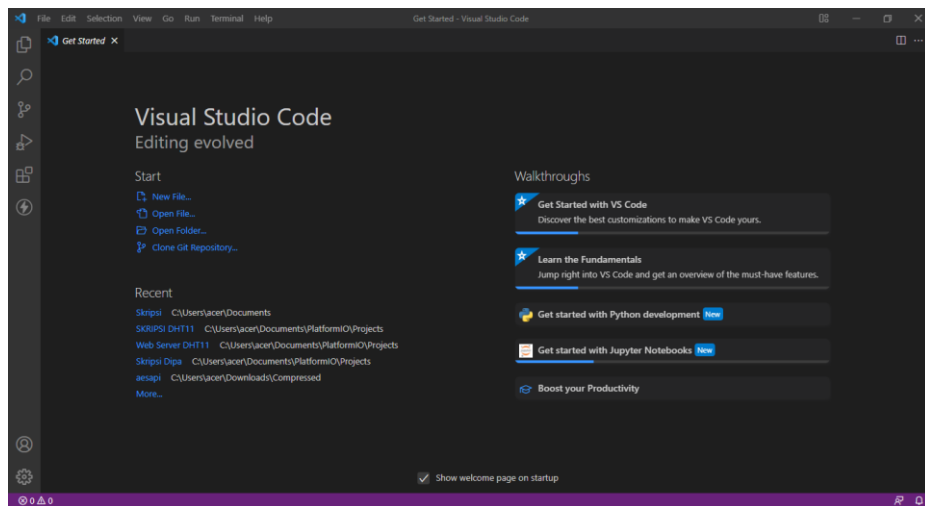 File Edit Selection View Go Run Terminal Help
Get Started - Visual Studio Code
Get Started
Visual Studio Code
Editing evolved
Start
New File...
Open File...
Open Folder...
Clone Git Repository...
Recent
Skripsi C:\Users\acer\Documents
SKRIPSI DHT11 C:\Users\acer\Documents\PlatformIO\Projects
Web Server DHT11 C:\Users\acer\Documents\PlatformIO\Projects
Skripsi Dipa C:\Users\acer\Documents\PlatformIO\Projects
aesapi C:\Users\acer\Downloads\Compressed
More...
Walkthroughs
Get Started with VS Code
Discover the best customizations to make VS Code yours.
Learn the Fundamentals
Jump right into VS Code and get an overview of the must-have features.
Get started with Python development New
Get started with Jupyter Notebooks New
Boost your Productivity
Show welcome page on startup
0 0